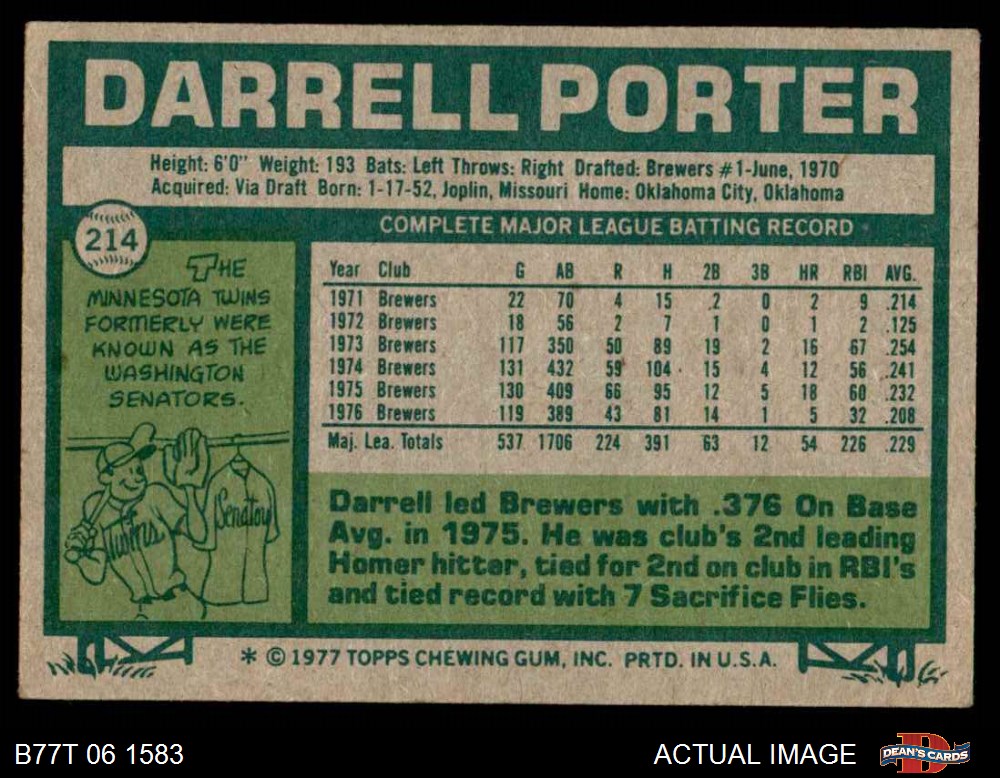 DARRELL PORTER
Height: 6'0" Weight: 193 Bats: Left Throws: Right Drafted: Brewers #1-June, 1970
Acquired: Via Draft Born: 1-17-52, Joplin, Missouri Home: Oklahoma City, Oklahoma
214
THE
MINNESOTA TWINS
FORMERLY WERE
KNOWN AS THE
WASHINGTON
SENATORS.
Twins
Senators
COMPLETE MAJOR LEAGUE BATTING RECORD
Year Club G AB R H 2B 3B HR RBI AVG.
1971 Brewers 22 70 4 15 2 0 2 9 .214
1972 Brewers 18 56 2 7 1 0 1 2 .125
1973 Brewers 117 350 50 89 19 2 16 67 .254
1974 Brewers 131 432 59 104 15 4 12 56 .241
1975 Brewers 130 409 66 95 12 5 18 60 .232
1976 Brewers 119 389 43 81 14 1 5 32 .208
Maj. Lea. Totals 537 1706 224 391 63 12 54 226 .229
Darrell led Brewers with .376 On Base
Avg. in 1975. He was club's 2nd leading
Homer hitter, tied for 2nd on club in RBI's
and tied record with 7 Sacrifice Flies.
* © 1977 TOPPS CHEWING GUM, INC. PRTD. IN U.S.A.
B77T 06 1583
ACTUAL IMAGE
DEAN'S CARDS